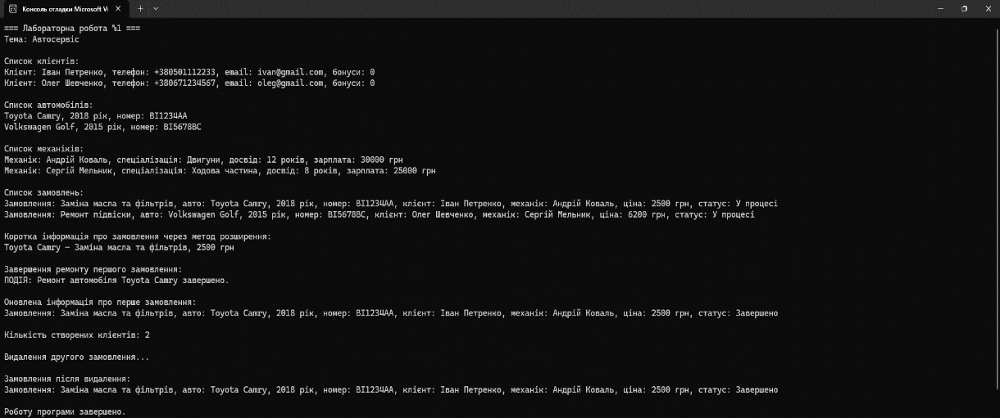 Консоль отладки Microsoft Vi
=== Лабораторна робота №1 ===
Тема: Автосервіс
Список клієнтів:
Клієнт: Іван Петренко, телефон: +380501112233, email: ivan@gmail.com, бонуси: 0
Клієнт: Олег Шевченко, телефон: +380671234567, email: oleg@gmail.com, бонуси: 0
Список автомобілів:
Toyota Camry, 2018 рік, номер: BI1234AA
Volkswagen Golf, 2015 рік, номер: BI5678BC
Список механіків:
Механік: Андрій Коваль, спеціалізація: Двигуни, досвід: 12 років, зарплата: 30000 грн
Механік: Сергій Мельник, спеціалізація: Ходова частина, досвід: 8 років, зарплата: 25000 грн
Список замовлень:
Замовлення: Заміна масла та фільтрів, авто: Toyota Camry, 2018 рік, номер: BI1234AA, клієнт: Іван Петренко, механік: Андрій Коваль, ціна: 2500 грн, статус: У процесі
Замовлення: Ремонт підвіски, авто: Volkswagen Golf, 2015 рік, номер: BI5678BC, клієнт: Олег Шевченко, механік: Сергій Мельник, ціна: 6200 грн, статус: У процесі
Коротка інформація про замовлення через метод розширення:
Toyota Camry — Заміна масла та фільтрів, 2500 грн
Завершення ремонту першого замовлення:
ПОДІЯ: Ремонт автомобіля Toyota Camry завершено.
Оновлена інформація про перше замовлення:
Замовлення: Заміна масла та фільтрів, авто: Toyota Camry, 2018 рік, номер: BI1234AA, клієнт: Іван Петренко, механік: Андрій Коваль, ціна: 2500 грн, статус: Завершено
Кількість створених клієнтів: 2
Видалення другого замовлення...
Замовлення після видалення:
Замовлення: Заміна масла та фільтрів, авто: Toyota Camry, 2018 рік, номер: BI1234AA, клієнт: Іван Петренко, механік: Андрій Коваль, ціна: 2500 грн, статус: Завершено
Роботу програми завершено.